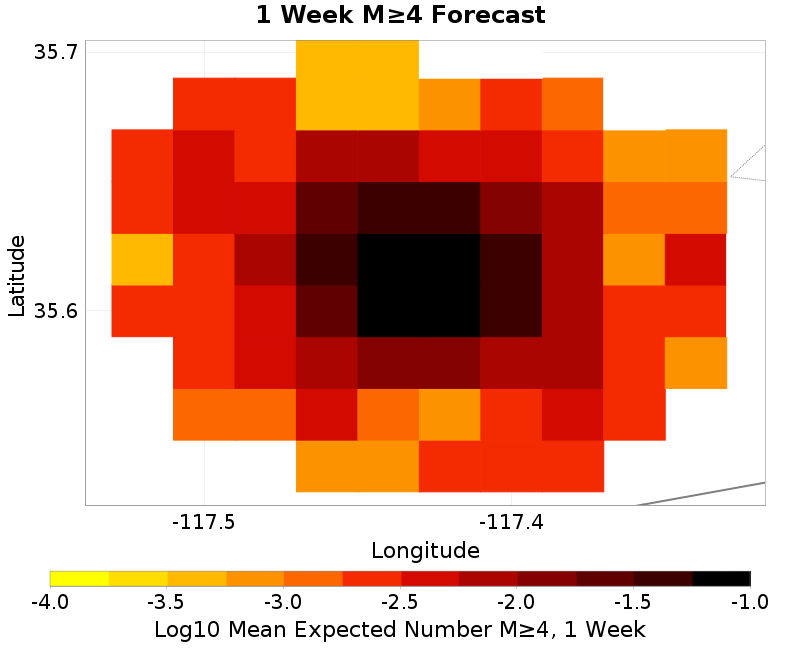 1 Week M≥4 Forecast
35.7
35.6
Latitude
-117.5
-117.4
Longitude
-4.0 -3.5 -3.0 -2.5 -2.0 -1.5 -1.0
Log10 Mean Expected Number M≥4, 1 Week